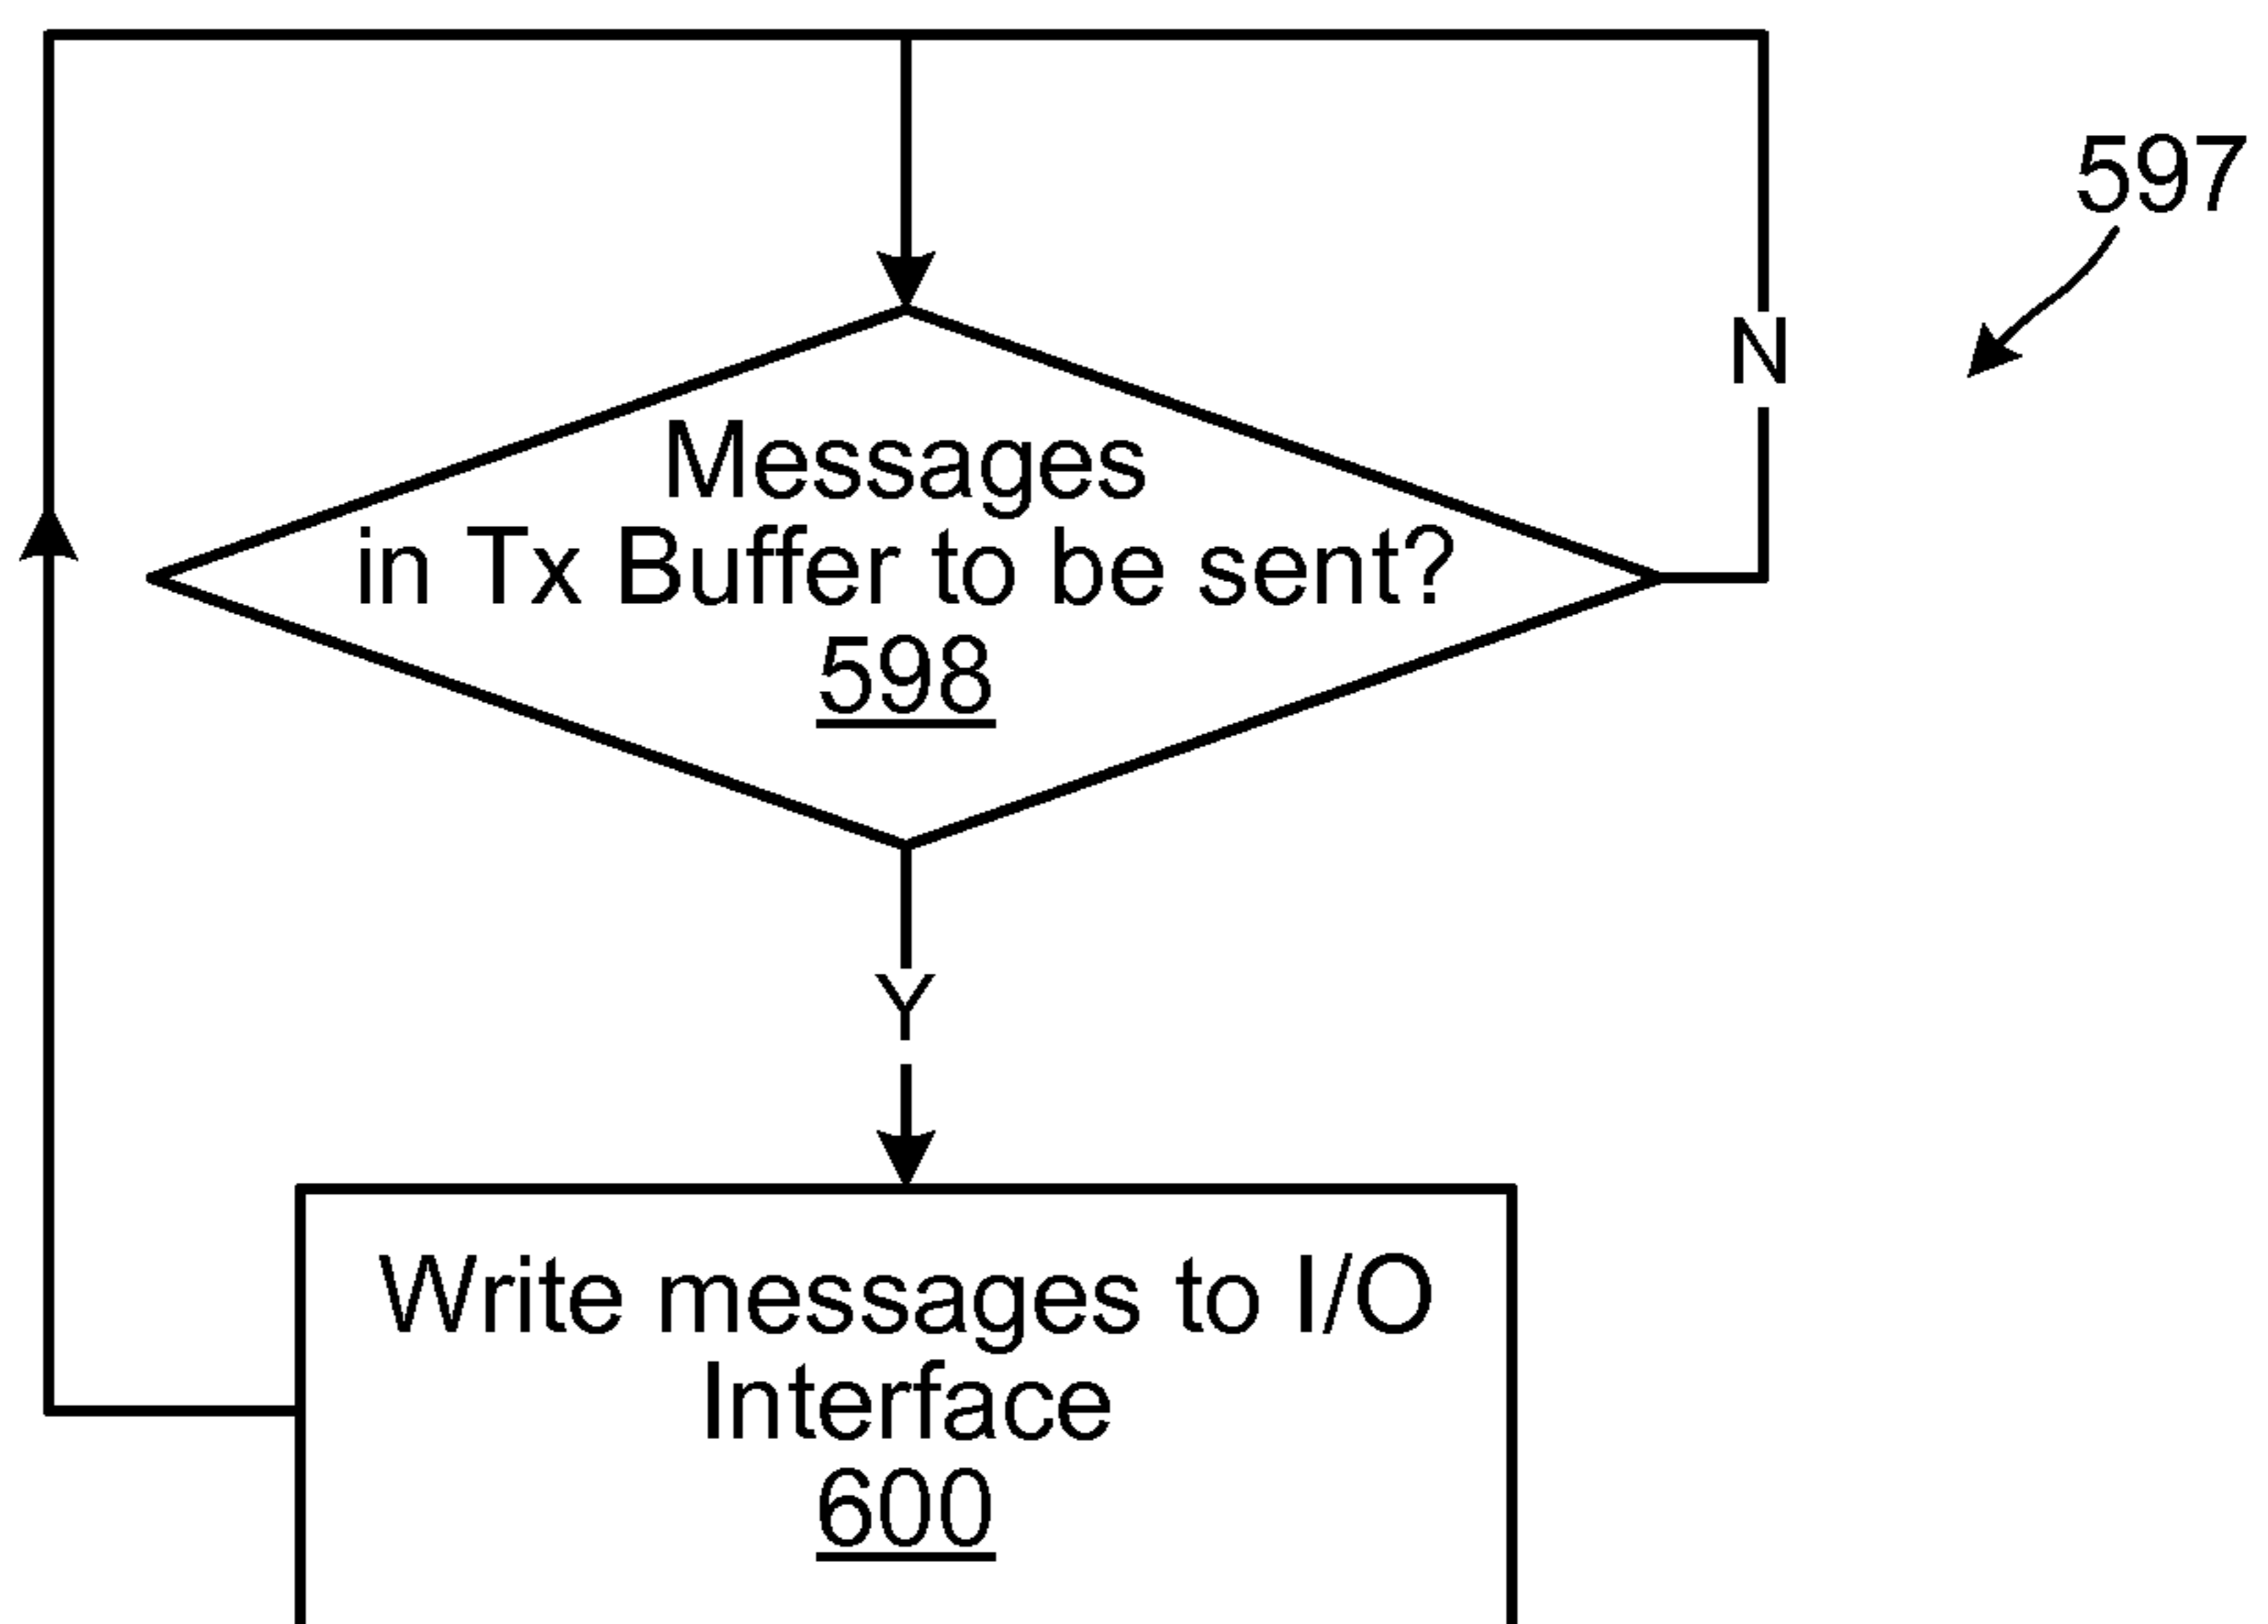 597
N
Messages
in Tx Buffer to be sent?
598
Y
Write messages to I/O
Interface
600